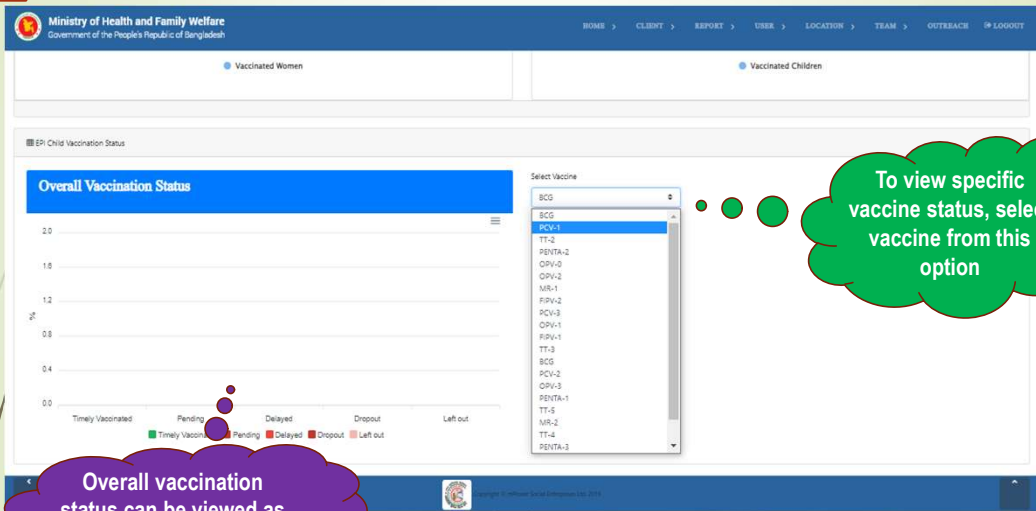 Ministry of Health and Family Welfare
Government of the People's Republic of Bangladesh
HOME > CLIENT > REPORT > USER > LOCATION > TEAM > OUTREACH LOGOUT
Vaccinated Women
Vaccinated Children
EPI Child Vaccination Status
Overall Vaccination Status
Select Vaccine
BCG
BCG
PCV-1
TT-2
PENTA-2
OPV-0
OPV-2
MR-1
FIPV-2
PCV-3
OPV-1
FIPV-1
TT-3
BCG
PCV-2
OPV-3
PENTA-1
TT-5
MR-2
TT-4
PENTA-3
To view specific
vaccine status, selec
vaccine from this
option
2.0
1.6
1.2
0.8
0.4
0.0
%
Timely Vaccinated Pending Delayed Dropout Left out
Timely Vaccina Pending Delayed Dropout Left out
Overall vaccination
status can be viewed as
Copyright © mPower Social Enterprises Ltd. 2019